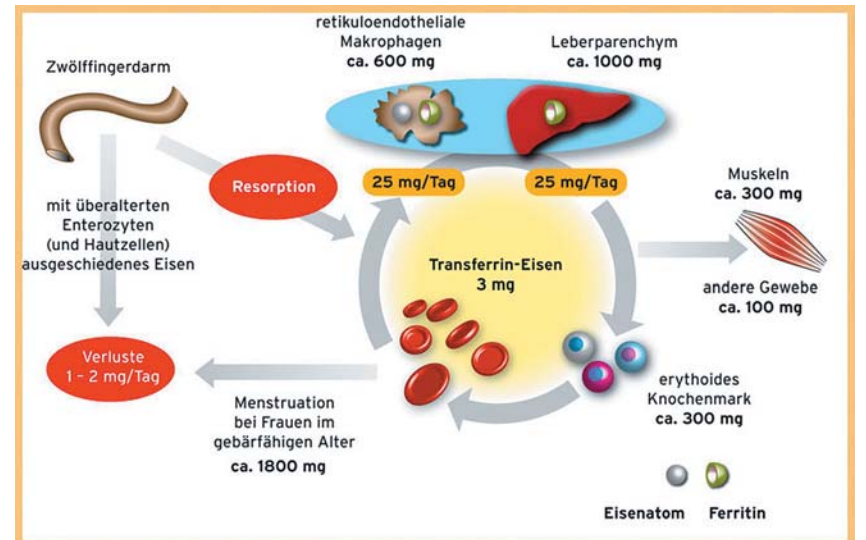 retikuloendotheliale
Makrophagen
ca. 600 mg
Leberparenchym
ca. 1000 mg
Zwölffingerdarm
Resorption
25 mg/Tag
25 mg/Tag
Muskeln
ca. 300 mg
mit überalterten
Enterozyten
(und Hautzellen)
ausgeschiedenes Eisen
Transferrin-Eisen
3 mg
andere Gewebe
ca. 100 mg
Verluste
1 – 2 mg/Tag
Menstruation
bei Frauen im
gebärfähigen Alter
ca. 1800 mg
erythoides
Knochenmark
ca. 300 mg
Eisenatom
Ferritin